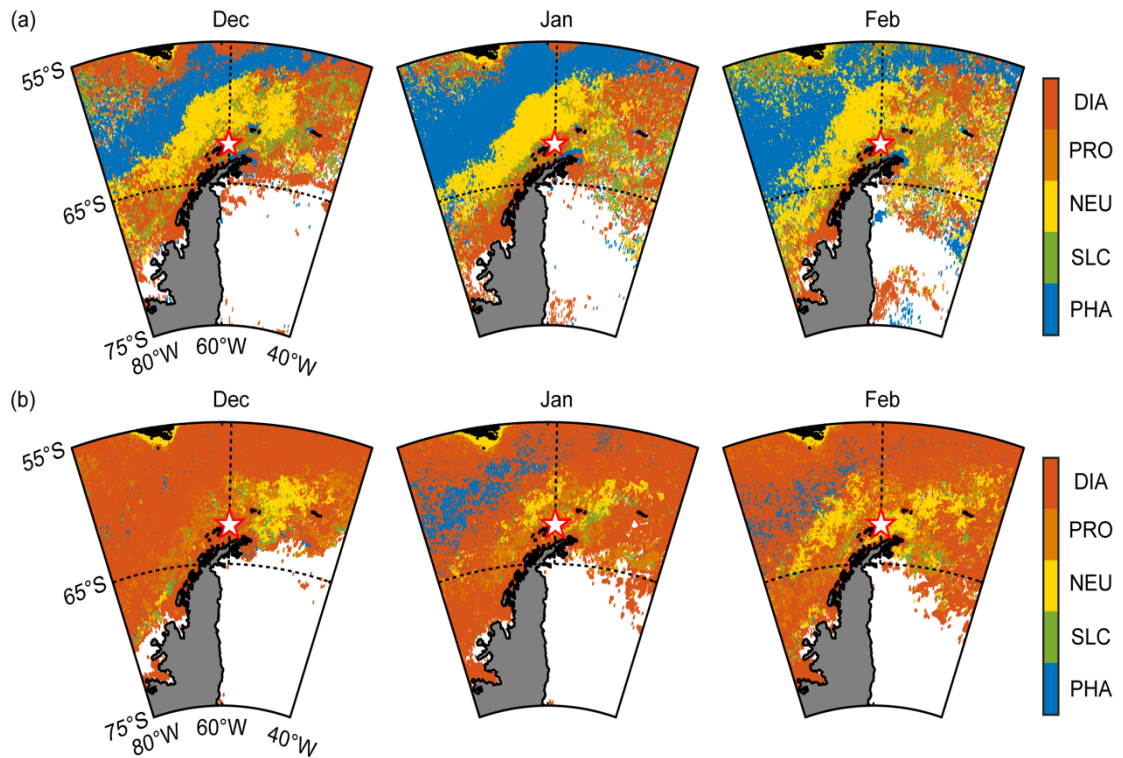 (a)
Dec Jan Feb
55°S
65°S
75°S
80°W 60°W 40°W
DIA
PRO
NEU
SLC
PHA
(b)
Dec Jan Feb
55°S
65°S
75°S
80°W 60°W 40°W
DIA
PRO
NEU
SLC
PHA